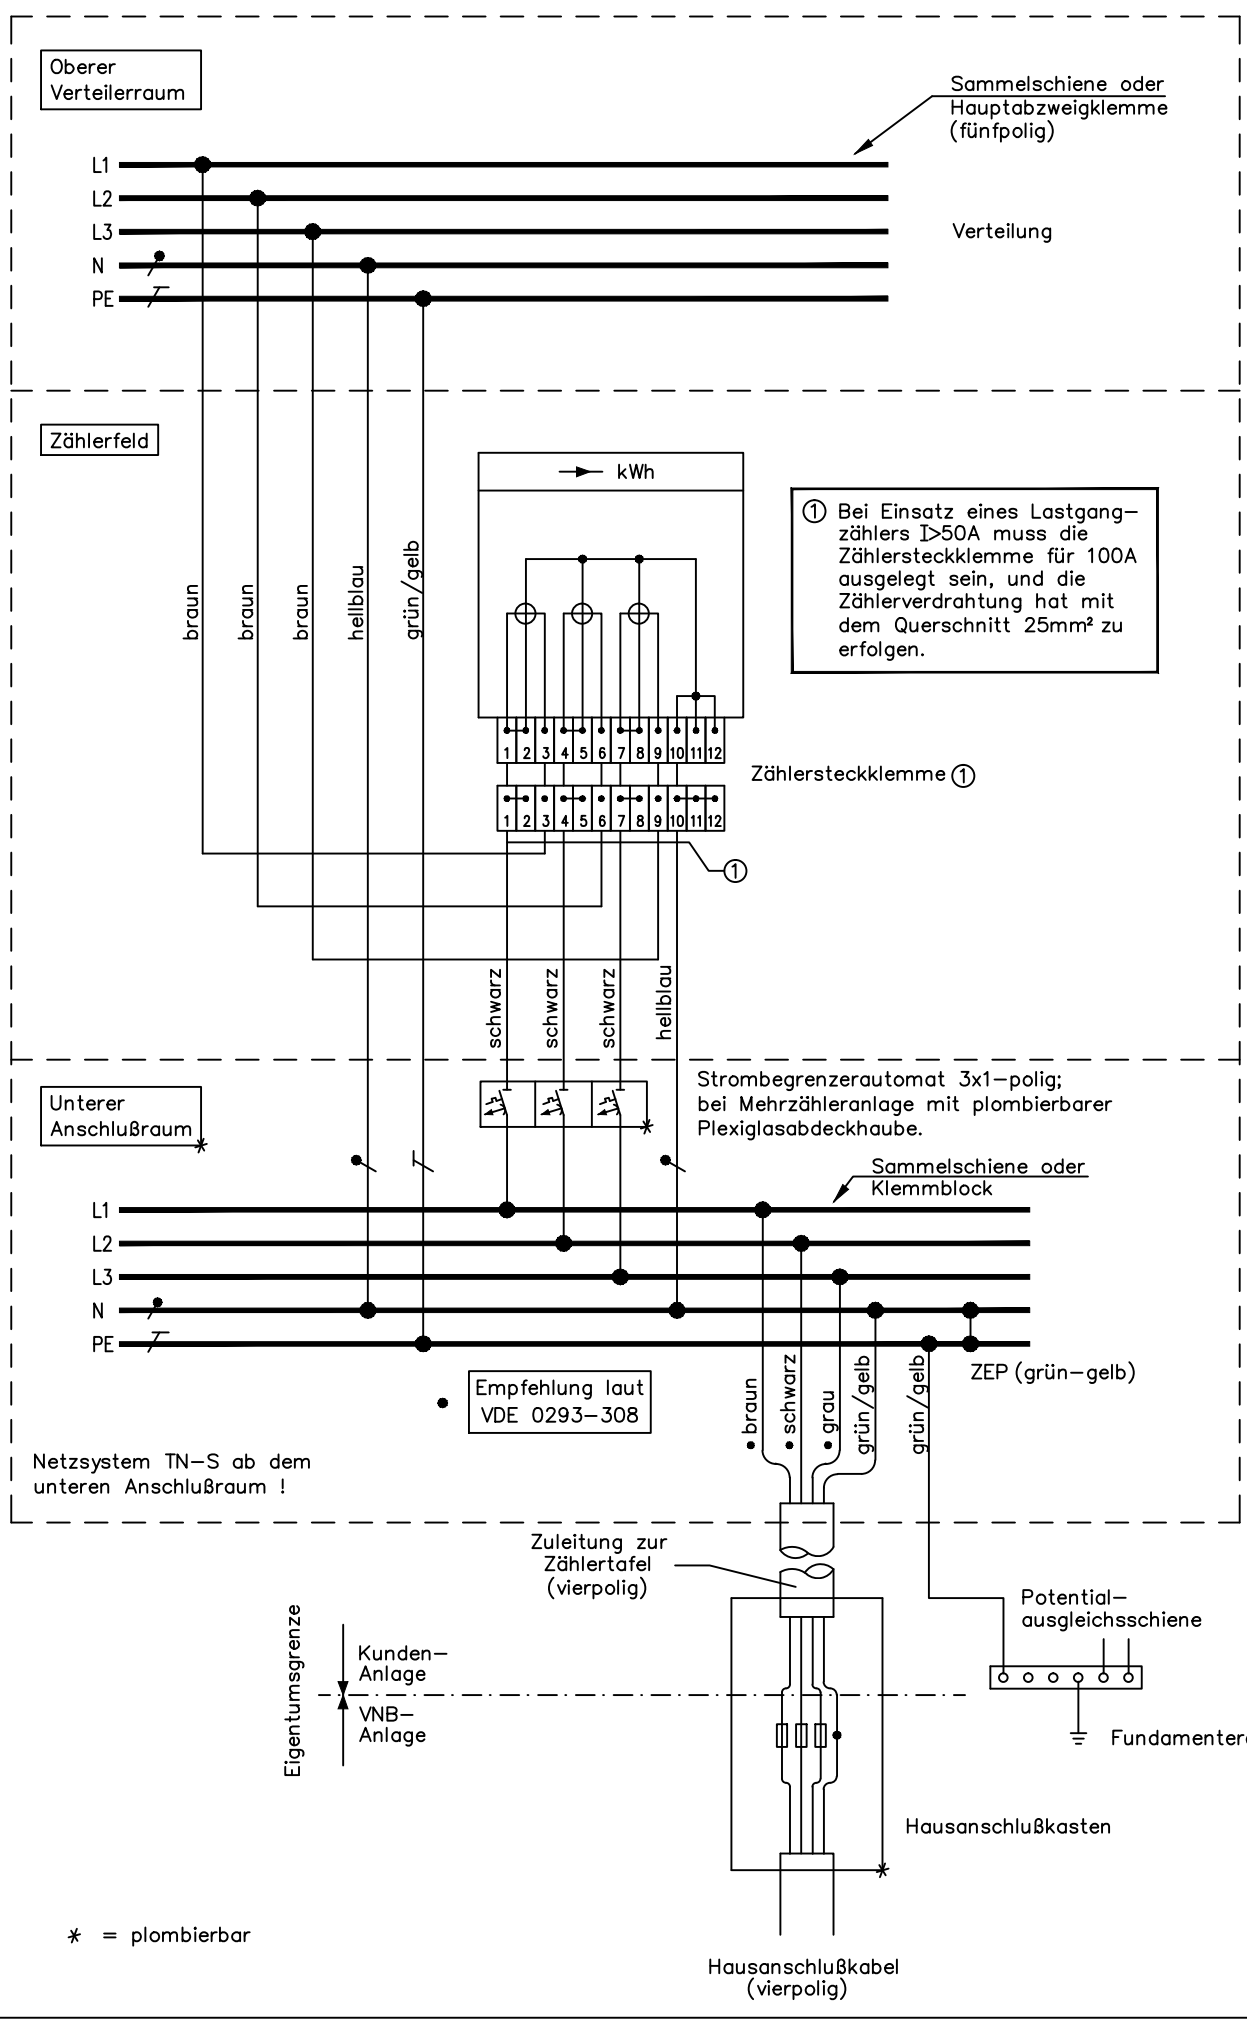 Oberer
Verteilerraum
Sammelschiene oder
Hauptabzweigklemme
(fünfpolig)
L1
L2
L3
N
PE
Verteilung
Zählerfeld
braun
braun
braun
hellblau
grün/gelb
kWh
1 2 3 4 5 6 7 8 9 10 11 12
① Bei Einsatz eines Lastgang-
zählers I>50A muss die
Zählersteckklemme für 100A
ausgelegt sein, und die
Zählerverdrahtung hat mit
dem Querschnitt 25mm² zu
erfolgen.
Zählersteckklemme ①
1 2 3 4 5 6 7 8 9 10 11 12
①
schwarz
schwarz
schwarz
hellblau
Unterer
Anschlußraum
*
*
Strombegrenzerautomat 3x1-polig;
bei Mehrzähleranlage mit plombierbarer
Plexiglasabdeckhaube.
Sammelschiene oder
Klemmblock
L1
L2
L3
N
PE
ZEP (grün-gelb)
• braun
• schwarz
• grau
grün/gelb
grün/gelb
• Empfehlung laut
VDE 0293-308
Netzsystem TN-S ab dem
unteren Anschlußraum !
Zuleitung zur
Zählertafel
(vierpolig)
Eigentumsgrenze
Kunden-
Anlage
VNB-
Anlage
Potential-
ausgleichsschiene
Hausanschlußkasten
*
* = plombierbar
Hausanschlußkabel
(vierpolig)